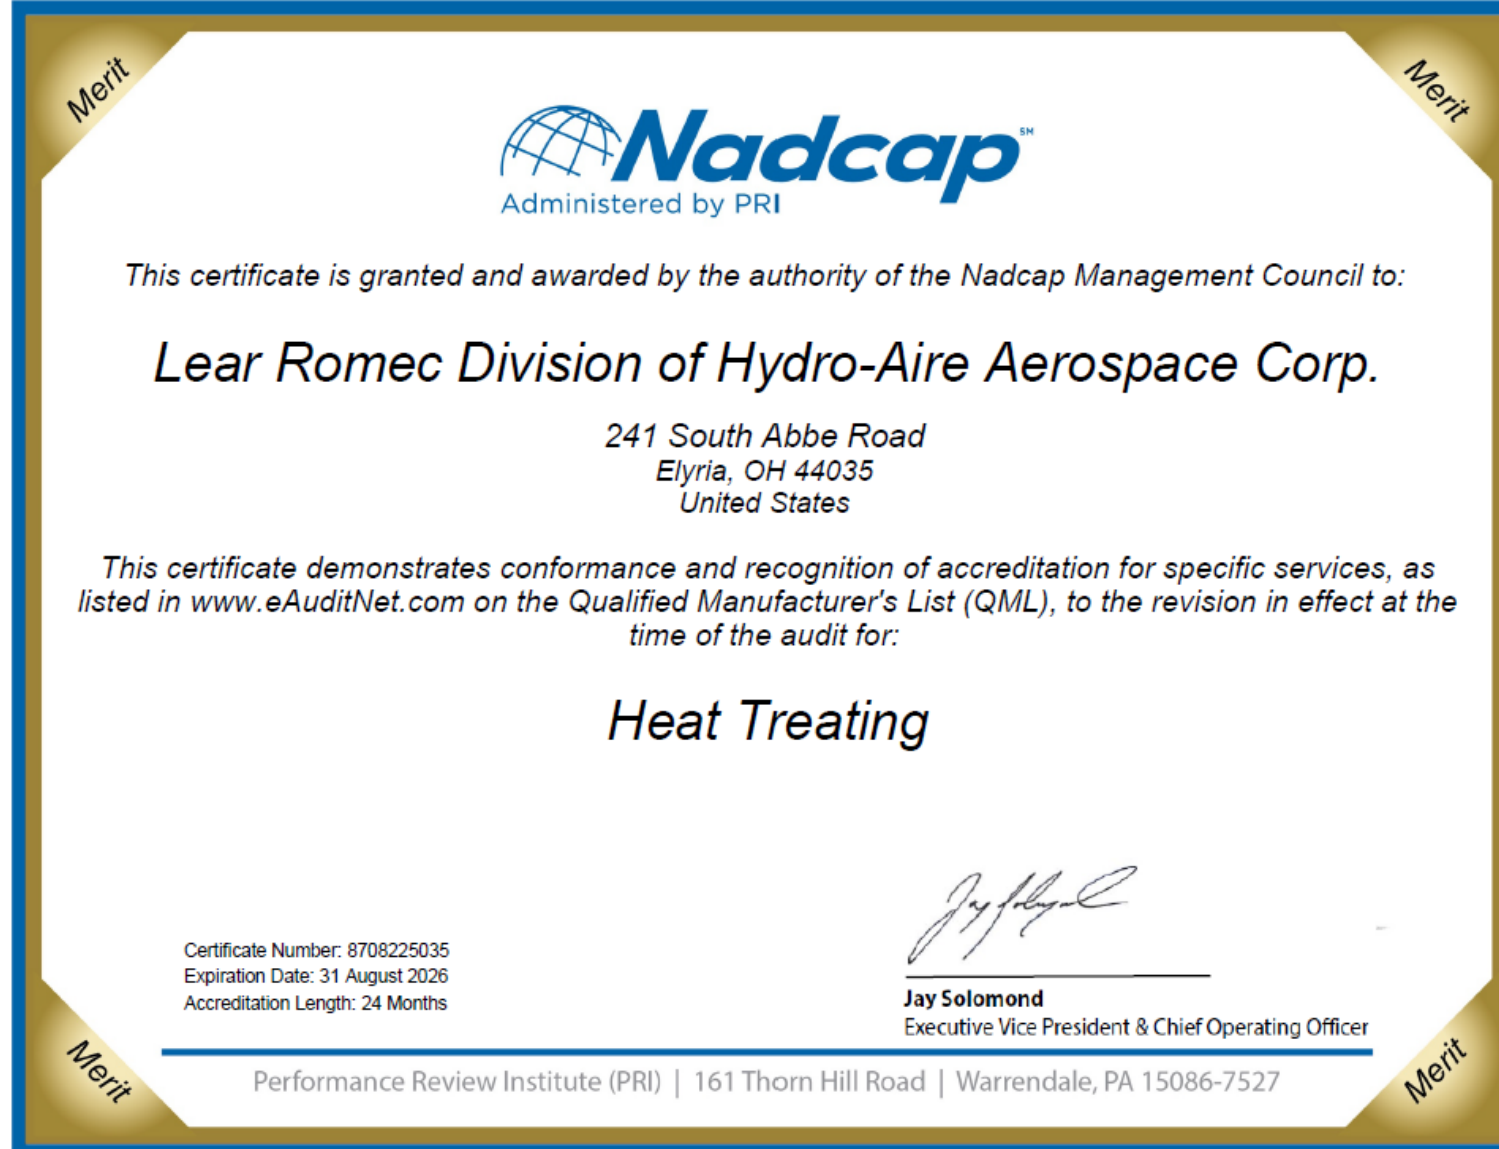 Merit
Merit
Nadcap SM
Administered by PRI
This certificate is granted and awarded by the authority of the Nadcap Management Council to:
Lear Romec Division of Hydro-Aire Aerospace Corp.
241 South Abbe Road
Elyria, OH 44035
United States
This certificate demonstrates conformance and recognition of accreditation for specific services, as
listed in www.eAuditNet.com on the Qualified Manufacturer's List (QML), to the revision in effect at the
time of the audit for:
Heat Treating
Certificate Number: 8708225035
Expiration Date: 31 August 2026
Accreditation Length: 24 Months
Jay Solomond
Jay Solomond
Executive Vice President & Chief Operating Officer
Merit
Merit
Performance Review Institute (PRI) | 161 Thorn Hill Road | Warrendale, PA 15086-7527